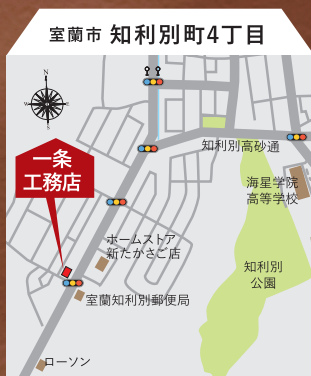 室蘭市 知利別町4丁目
N
W
E
S
知利別高砂通
一条
工務店
海星学院
高等学校
ホームストア
新たかさご店
知利別
公園
室蘭知利別郵便局
ローソン